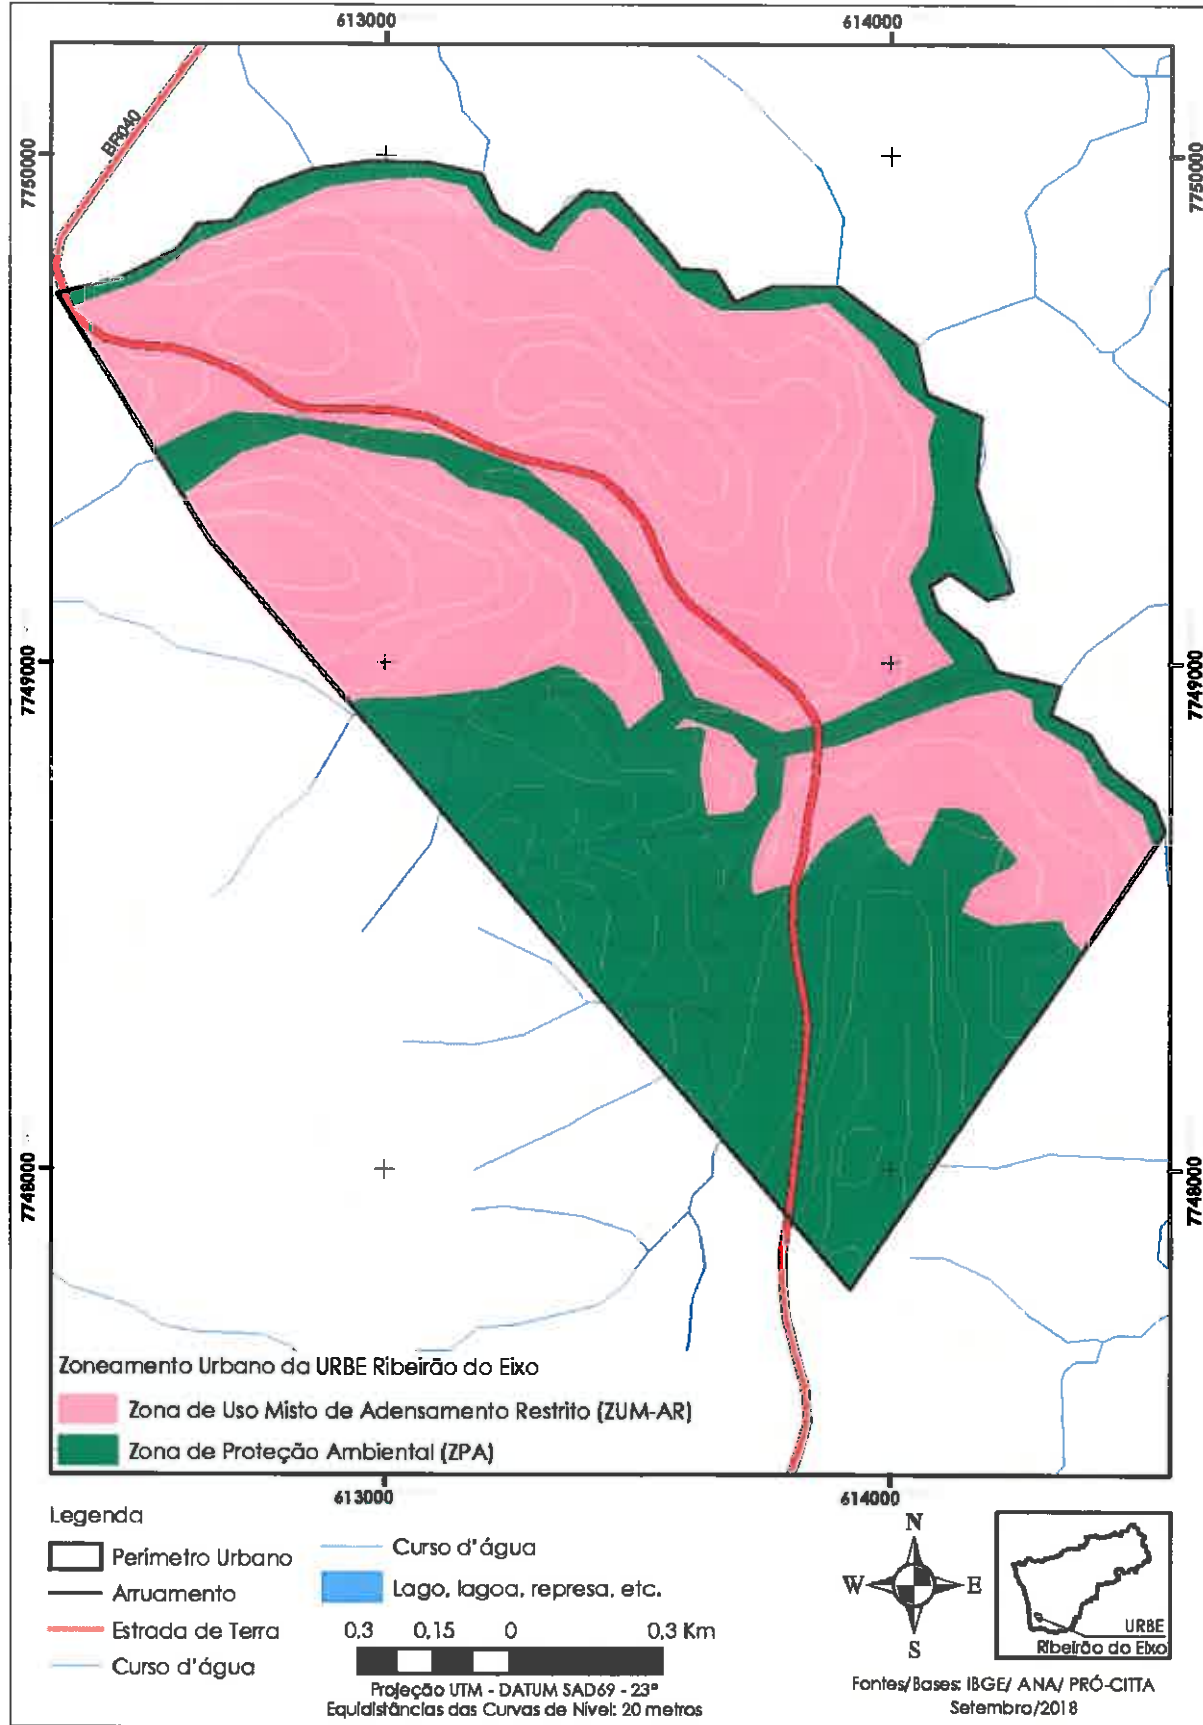 613000
614000
BR040
7750000
7750000
7749000
7749000
7748000
7748000
Zoneamento Urbano da URBE Ribeirão do Eixo
Zona de Uso Misto de Adensamento Restrito (ZUM-AR)
Zona de Proteção Ambiental (ZPA)
613000
614000
Legenda
Perímetro Urbano
Arruamento
Estrada de Terra
Curso d'água
Curso d'água
Lago, lagoa, represa, etc.
0,3 0,15 0 0,3 Km
Projeção UTM - DATUM SAD69 - 23º
Equidistâncias das Curvas de Nível: 20 metros
N
W E
S
URBE
Ribeirão do Eixo
Fontes/Bases: IBGE/ ANA/ PRÓ-CITTA
Setembro/2018